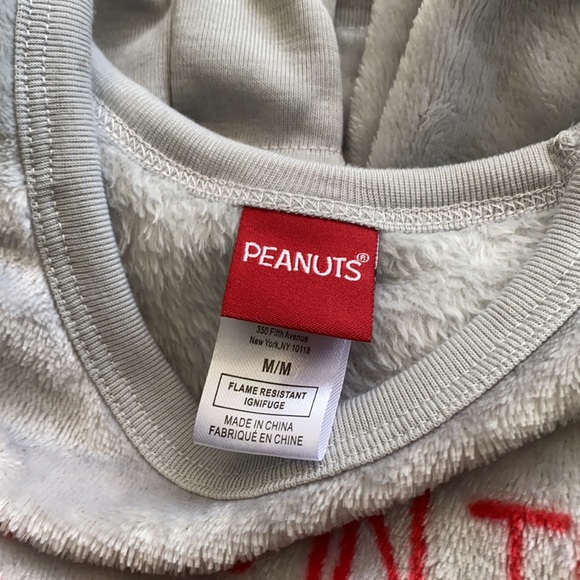 PEANUTS®
350 Fifth Avenue
New York,NY 10118
M/M
FLAME RESISTANT
IGNIFUGE
MADE IN CHINA
FABRIQUÉ EN CHINE